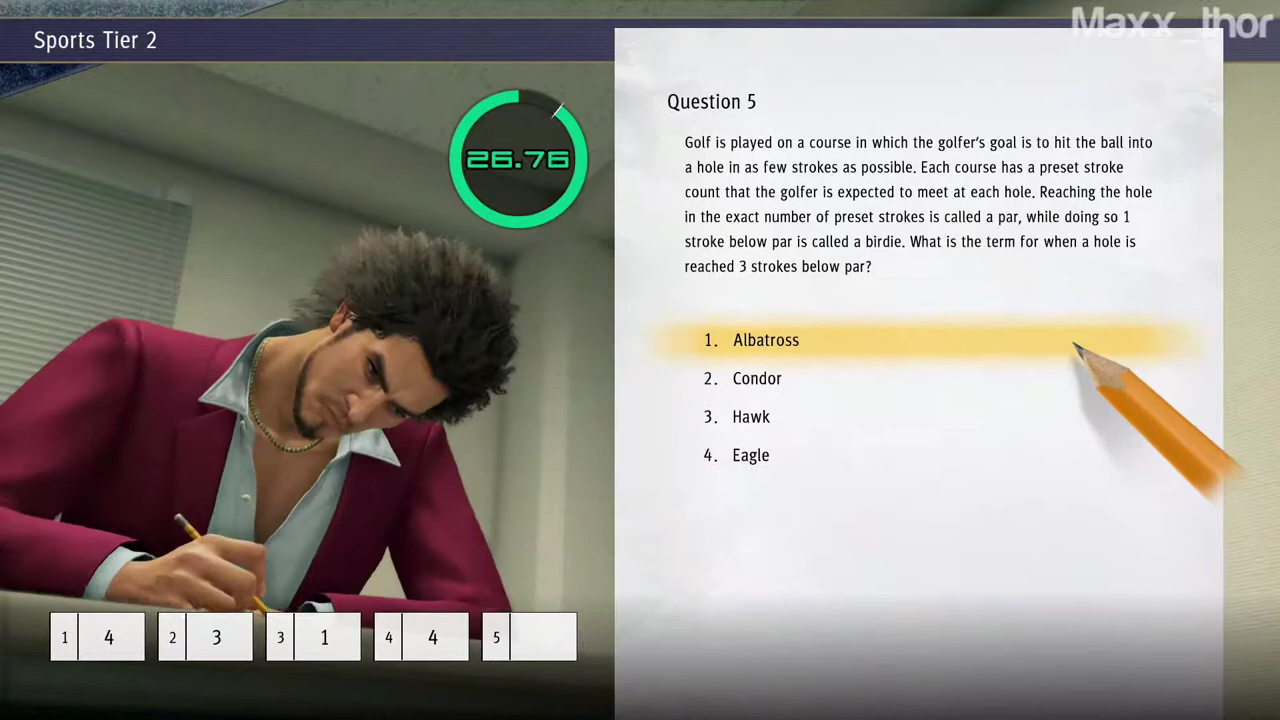 Maxx_thor
Sports Tier 2
26.76
Question 5
Golf is played on a course in which the golfer's goal is to hit the ball into
a hole in as few strokes as possible. Each course has a preset stroke
count that the golfer is expected to meet at each hole. Reaching the hole
in the exact number of preset strokes is called a par, while doing so 1
stroke below par is called a birdie. What is the term for when a hole is
reached 3 strokes below par?
1. Albatross
2. Condor
3. Hawk
4. Eagle
1 4 2 3 3 1 4 4 5